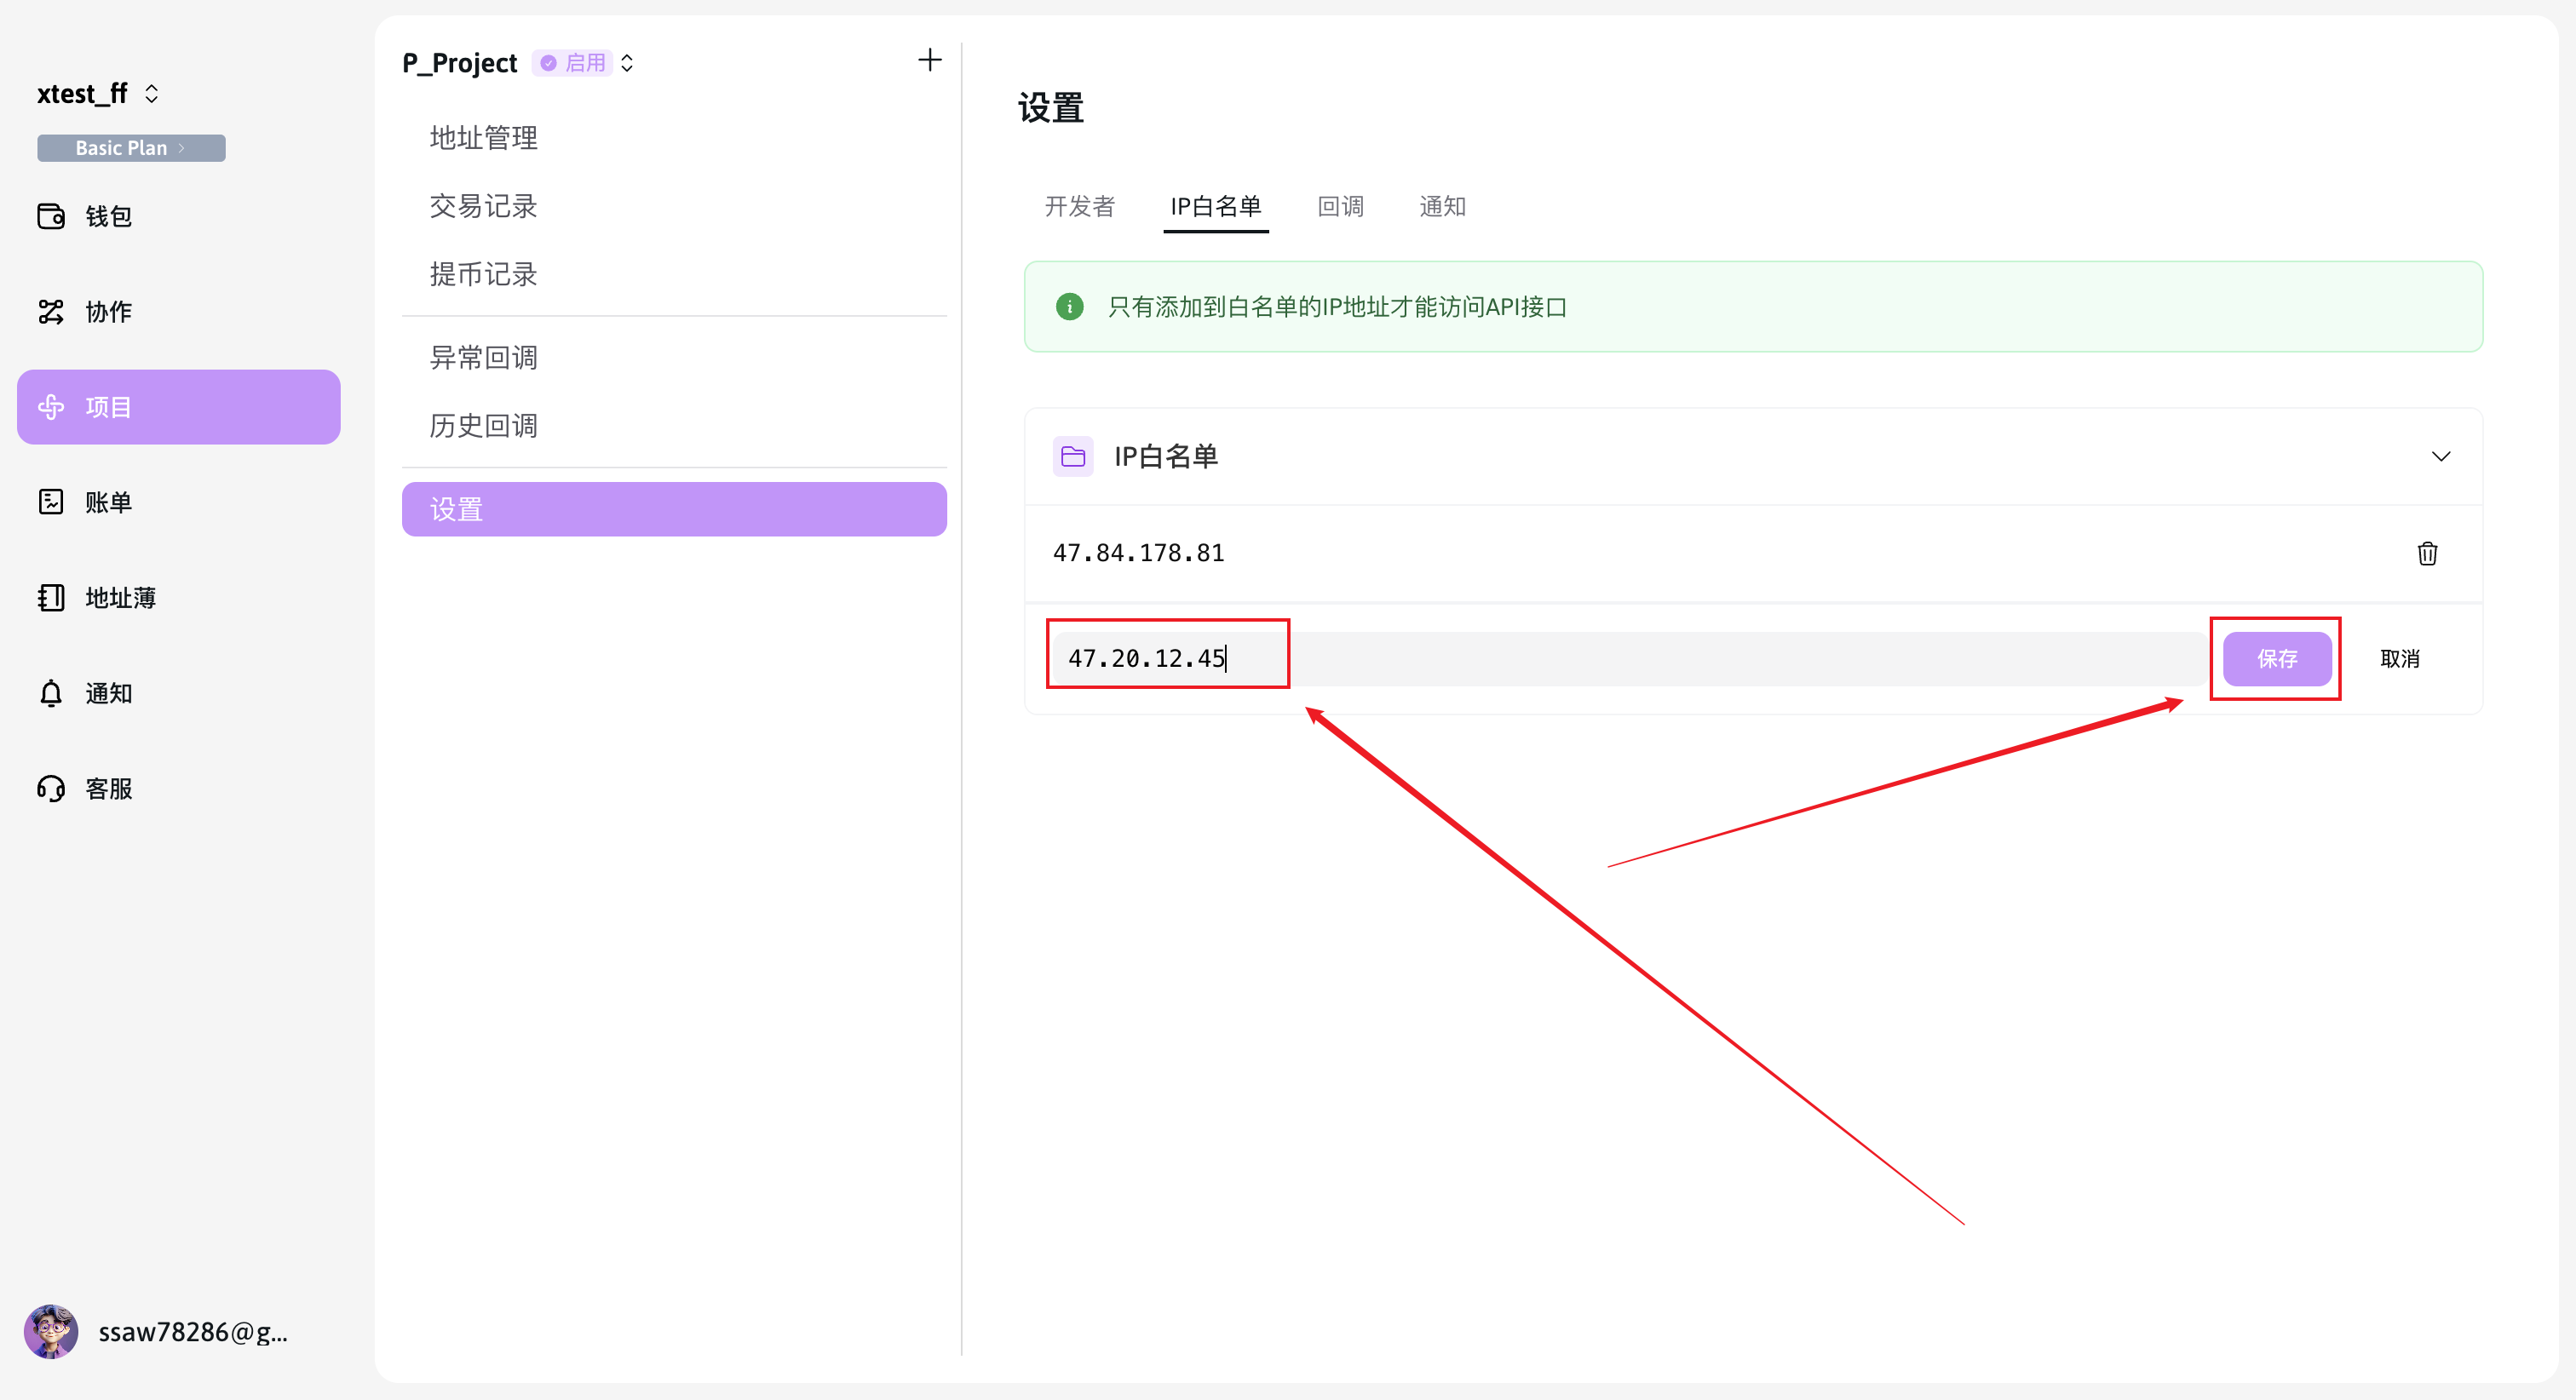 xtest_ff
Basic Plan
钱包
协作
项目
账单
地址薄
通知
客服
ssaw78286@g...
P_Project 启用
地址管理
交易记录
提币记录
异常回调
历史回调
设置
设置
开发者 IP白名单 回调 通知
只有添加到白名单的IP地址才能访问API接口
IP白名单
47.84.178.81
47.20.12.45 保存 取消